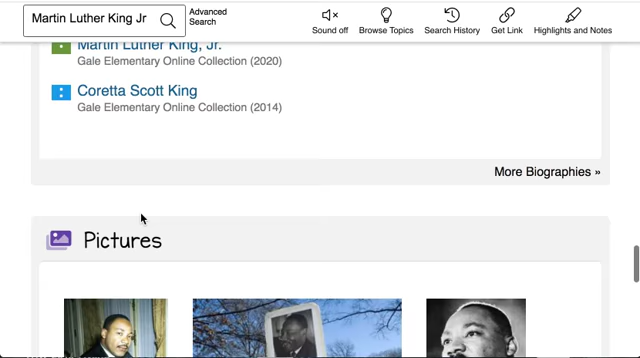 Martin Luther King Jr
Advanced
Search
Sound off
Browse Topics
Search History
Get Link
Highlights and Notes
Martin Luther King, Jr.
Gale Elementary Online Collection (2020)
Coretta Scott King
Gale Elementary Online Collection (2014)
More Biographies »
Pictures